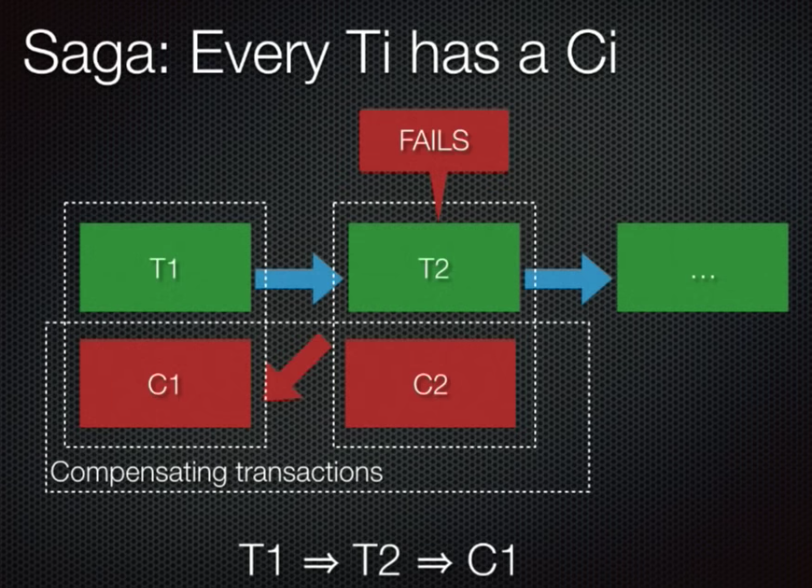 Saga: Every Ti has a Ci
FAILS
T1
T2
...
C1
C2
Compensating transactions
T1 ⇒ T2 ⇒ C1